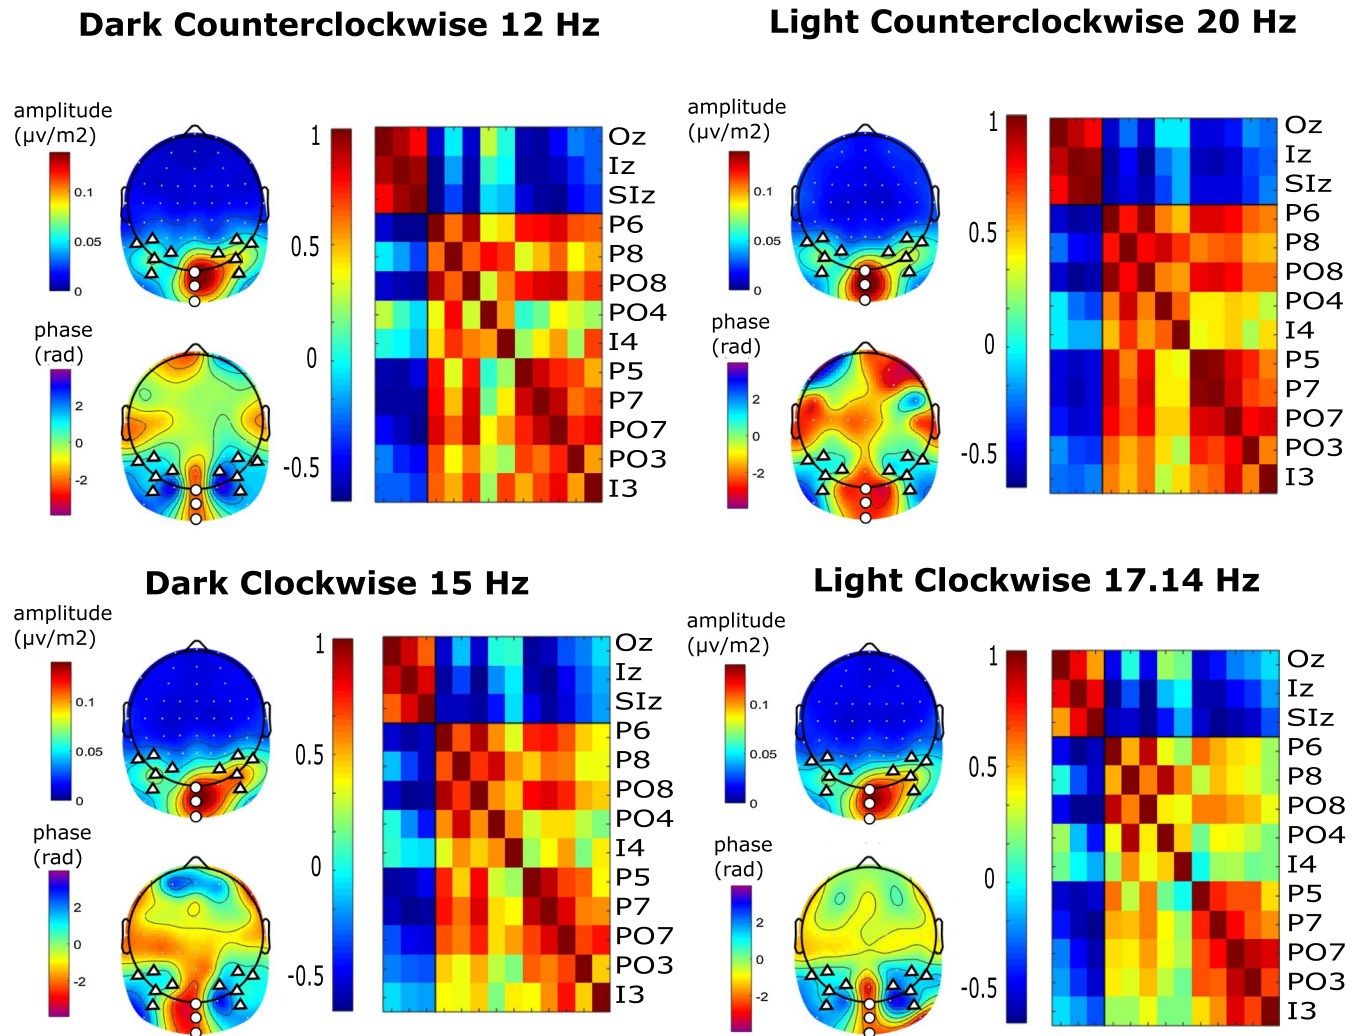 Dark Counterclockwise 12 Hz
amplitude
(μv/m2)
0.1
0.05
0
phase
(rad)
2
0
-2
1
0.5
0
-0.5
Oz
Iz
SIz
P6
P8
PO8
PO4
I4
P5
P7
PO7
PO3
I3
Light Counterclockwise 20 Hz
amplitude
(μv/m2)
0.1
0.05
0
phase
(rad)
2
0
-2
1
0.5
0
-0.5
Oz
Iz
SIz
P6
P8
PO8
PO4
I4
P5
P7
PO7
PO3
I3
Dark Clockwise 15 Hz
amplitude
(μv/m2)
0.1
0.05
0
phase
(rad)
2
0
-2
1
0.5
0
-0.5
Oz
Iz
SIz
P6
P8
PO8
PO4
I4
P5
P7
PO7
PO3
I3
Light Clockwise 17.14 Hz
amplitude
(μv/m2)
0.1
0.05
0
phase
(rad)
2
0
-2
1
0.5
0
-0.5
Oz
Iz
SIz
P6
P8
PO8
PO4
I4
P5
P7
PO7
PO3
I3